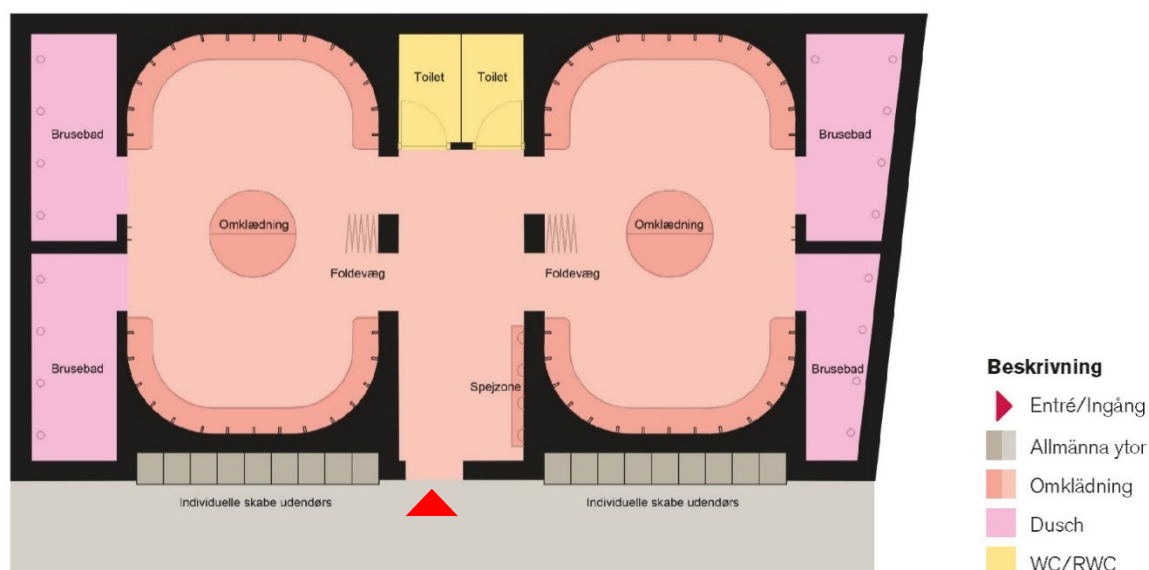 Toilet
Toilet
Brusebad
Brusebad
Omklædning
Omklædning
Foldevæg
Foldevæg
Brusebad
Spejzone
Brusebad
Individuelle skabe udendørs
Individuelle skabe udendørs
Beskrivning
Entré/Ingång
Allmänna ytor
Omklädning
Dusch
WC/RWC